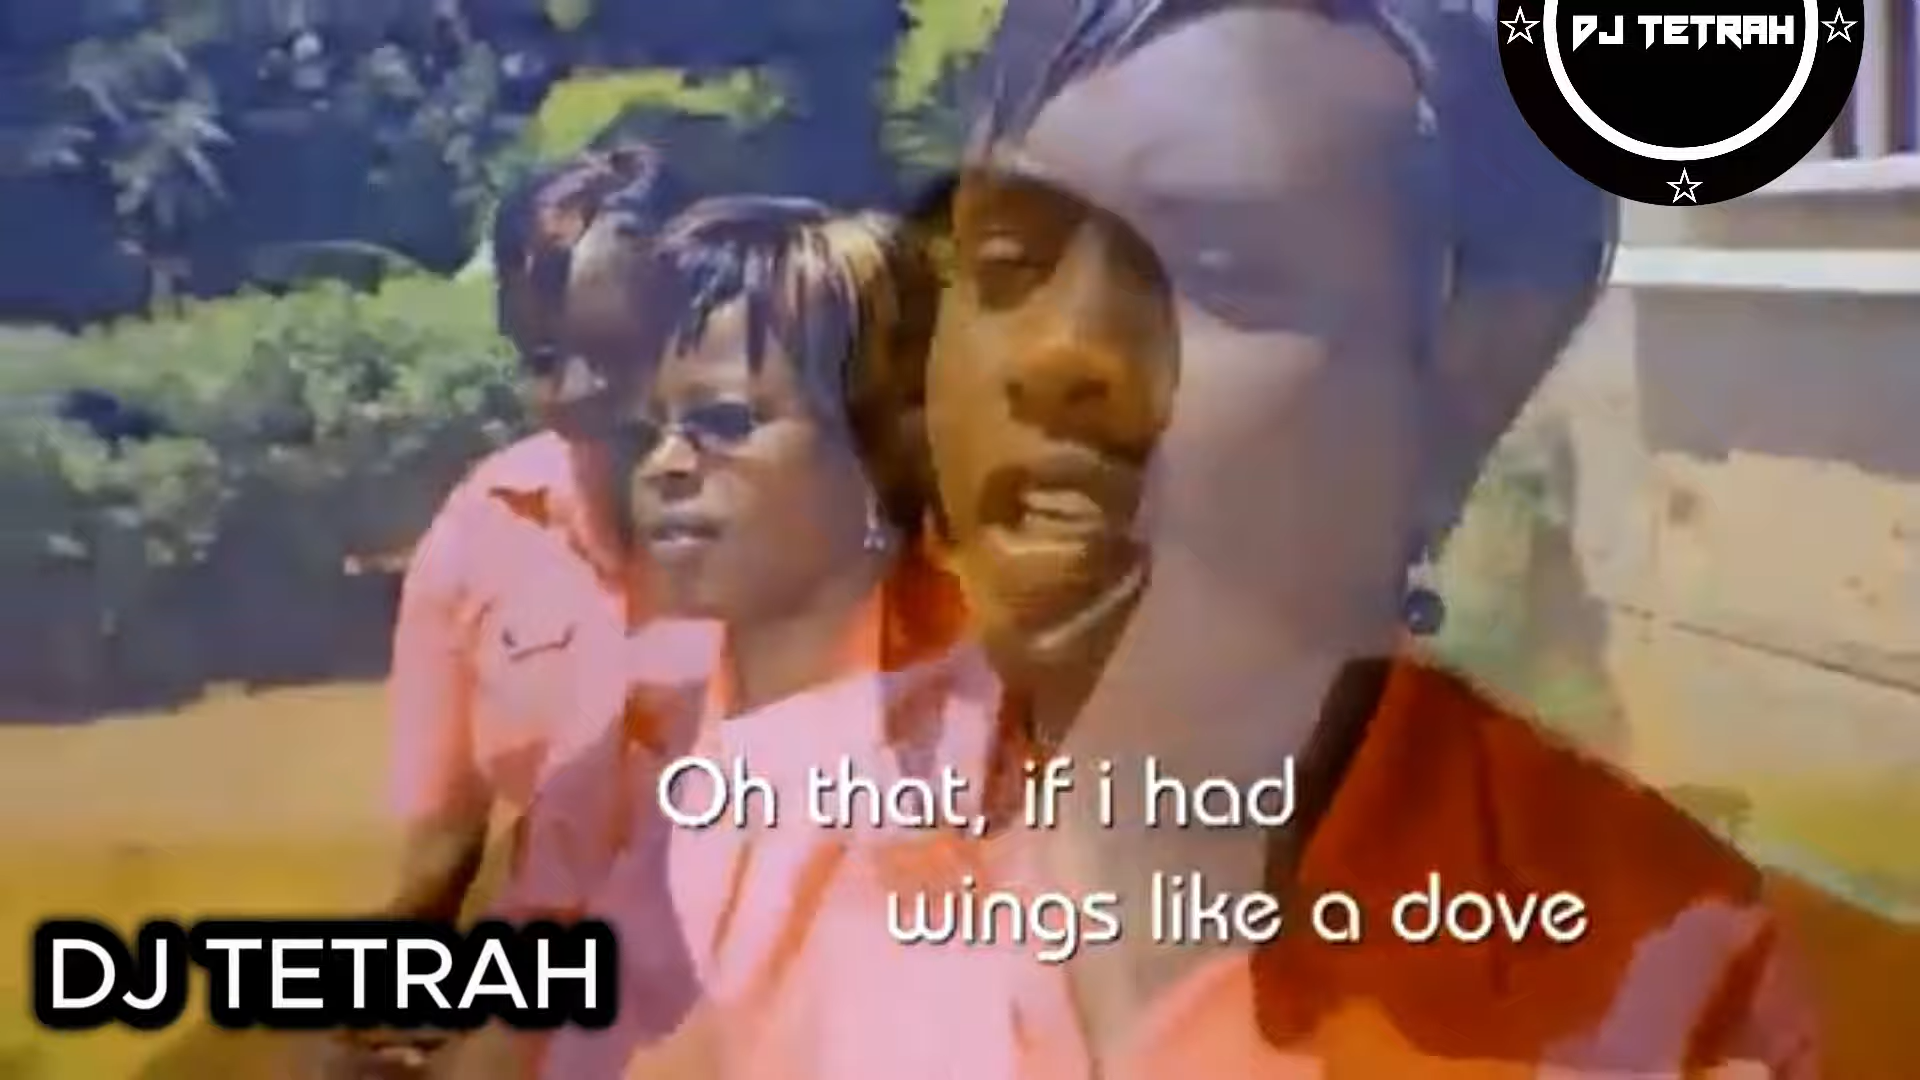 DJ TETRAH
Oh that, if i had
wings like a dove
DJ TETRAH